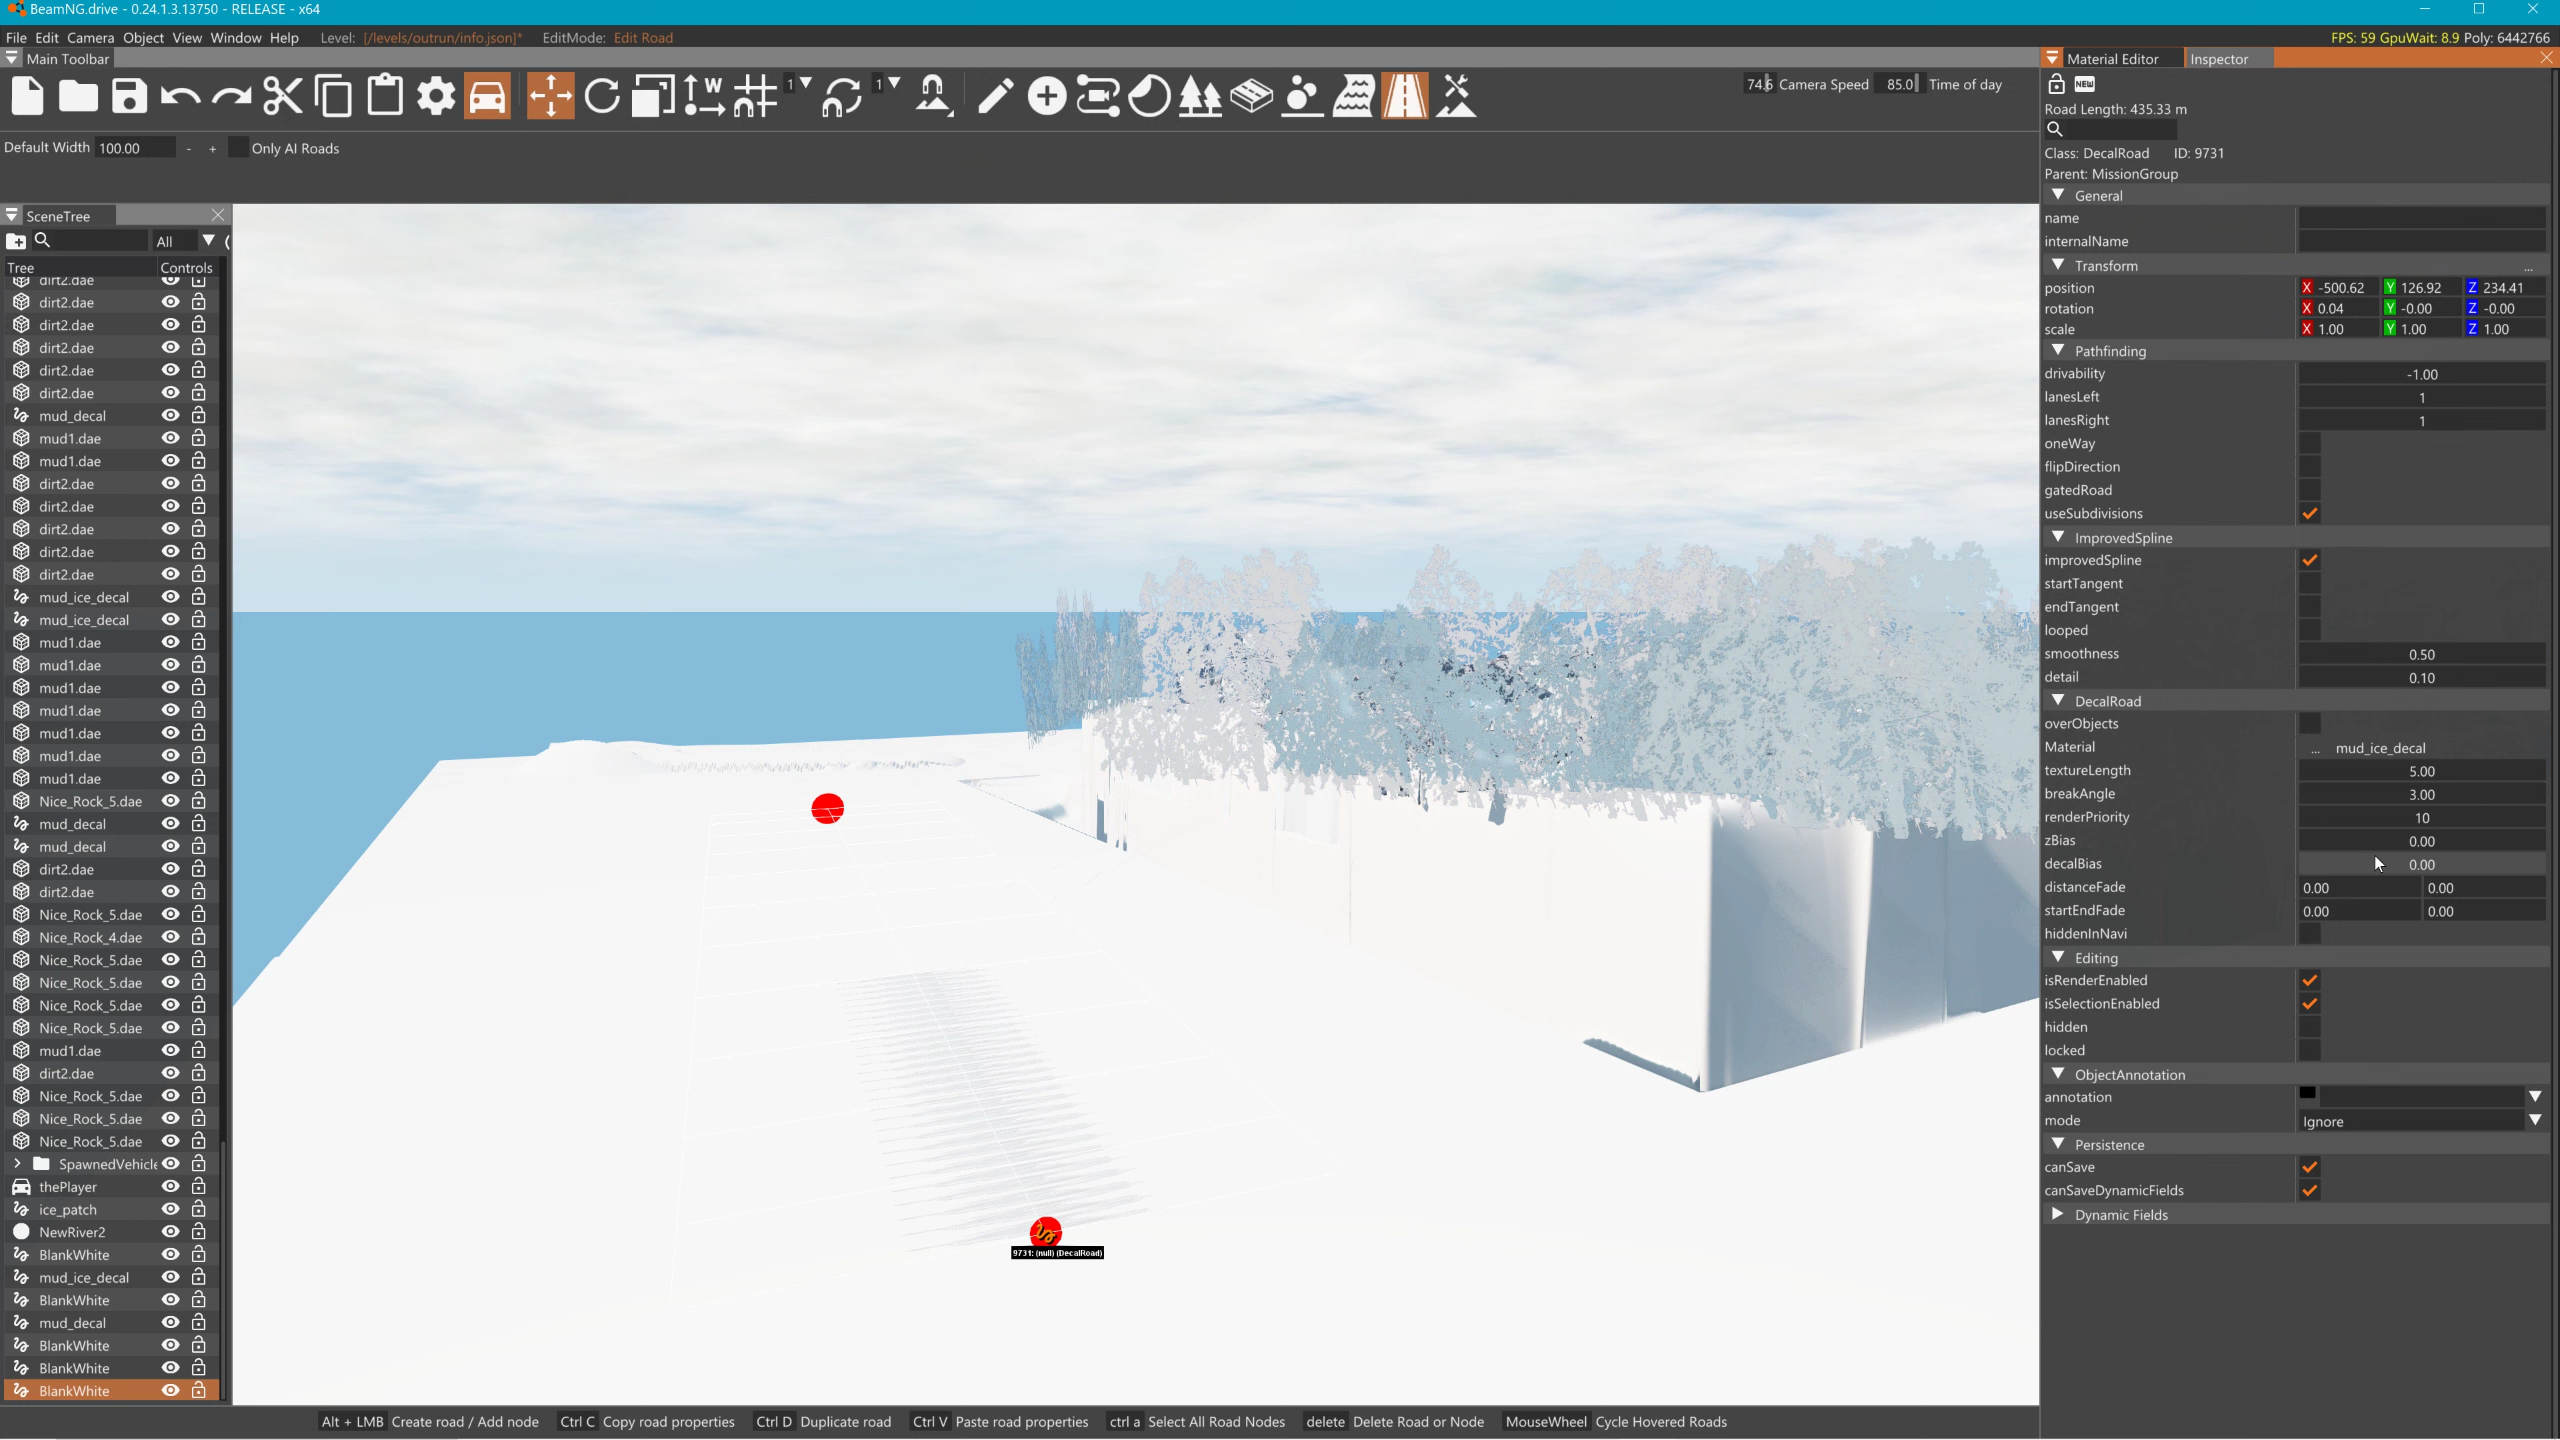 BeamNG.drive - 0.24.1.3.13750 - RELEASE - x64
File Edit Camera Object View Window Help Level: [/levels/outrun/info.json]* EditMode: Edit Road
FPS: 59 GpuWait: 8.9 Poly: 6442766
Main Toolbar
W 1 1
74.6 Camera Speed 85.0 Time of day
Default Width 100.00 - + Only AI Roads
SceneTree
All
Tree Controls
dirt2.dae
dirt2.dae
dirt2.dae
dirt2.dae
dirt2.dae
dirt2.dae
mud_decal
mud1.dae
mud1.dae
dirt2.dae
dirt2.dae
dirt2.dae
dirt2.dae
dirt2.dae
mud_ice_decal
mud_ice_decal
mud1.dae
mud1.dae
mud1.dae
mud1.dae
mud1.dae
mud1.dae
mud1.dae
Nice_Rock_5.dae
mud_decal
mud_decal
dirt2.dae
dirt2.dae
Nice_Rock_5.dae
Nice_Rock_4.dae
Nice_Rock_5.dae
Nice_Rock_5.dae
Nice_Rock_5.dae
Nice_Rock_5.dae
mud1.dae
dirt2.dae
Nice_Rock_5.dae
Nice_Rock_5.dae
Nice_Rock_5.dae
SpawnedVehicle
thePlayer
ice_patch
NewRiver2
BlankWhite
mud_ice_decal
BlankWhite
mud_decal
BlankWhite
BlankWhite
BlankWhite
9731: (null) (DecalRoad)
Material Editor Inspector
NEW
Road Length: 435.33 m
Class: DecalRoad ID: 9731
Parent: MissionGroup
General
name
internalName
Transform ...
position X -500.62 Y 126.92 Z 234.41
rotation X 0.04 Y -0.00 Z -0.00
scale X 1.00 Y 1.00 Z 1.00
Pathfinding
drivability -1.00
lanesLeft 1
lanesRight 1
oneWay
flipDirection
gatedRoad
useSubdivisions
ImprovedSpline
improvedSpline
startTangent
endTangent
looped
smoothness 0.50
detail 0.10
DecalRoad
overObjects
Material ... mud_ice_decal
textureLength 5.00
breakAngle 3.00
renderPriority 10
zBias 0.00
decalBias 0.00
distanceFade 0.00 0.00
startEndFade 0.00 0.00
hiddenInNavi
Editing
isRenderEnabled
isSelectionEnabled
hidden
locked
ObjectAnnotation
annotation
mode Ignore
Persistence
canSave
canSaveDynamicFields
Dynamic Fields
Alt + LMB Create road / Add node Ctrl C Copy road properties Ctrl D Duplicate road Ctrl V Paste road properties ctrl a Select All Road Nodes delete Delete Road or Node MouseWheel Cycle Hovered Roads